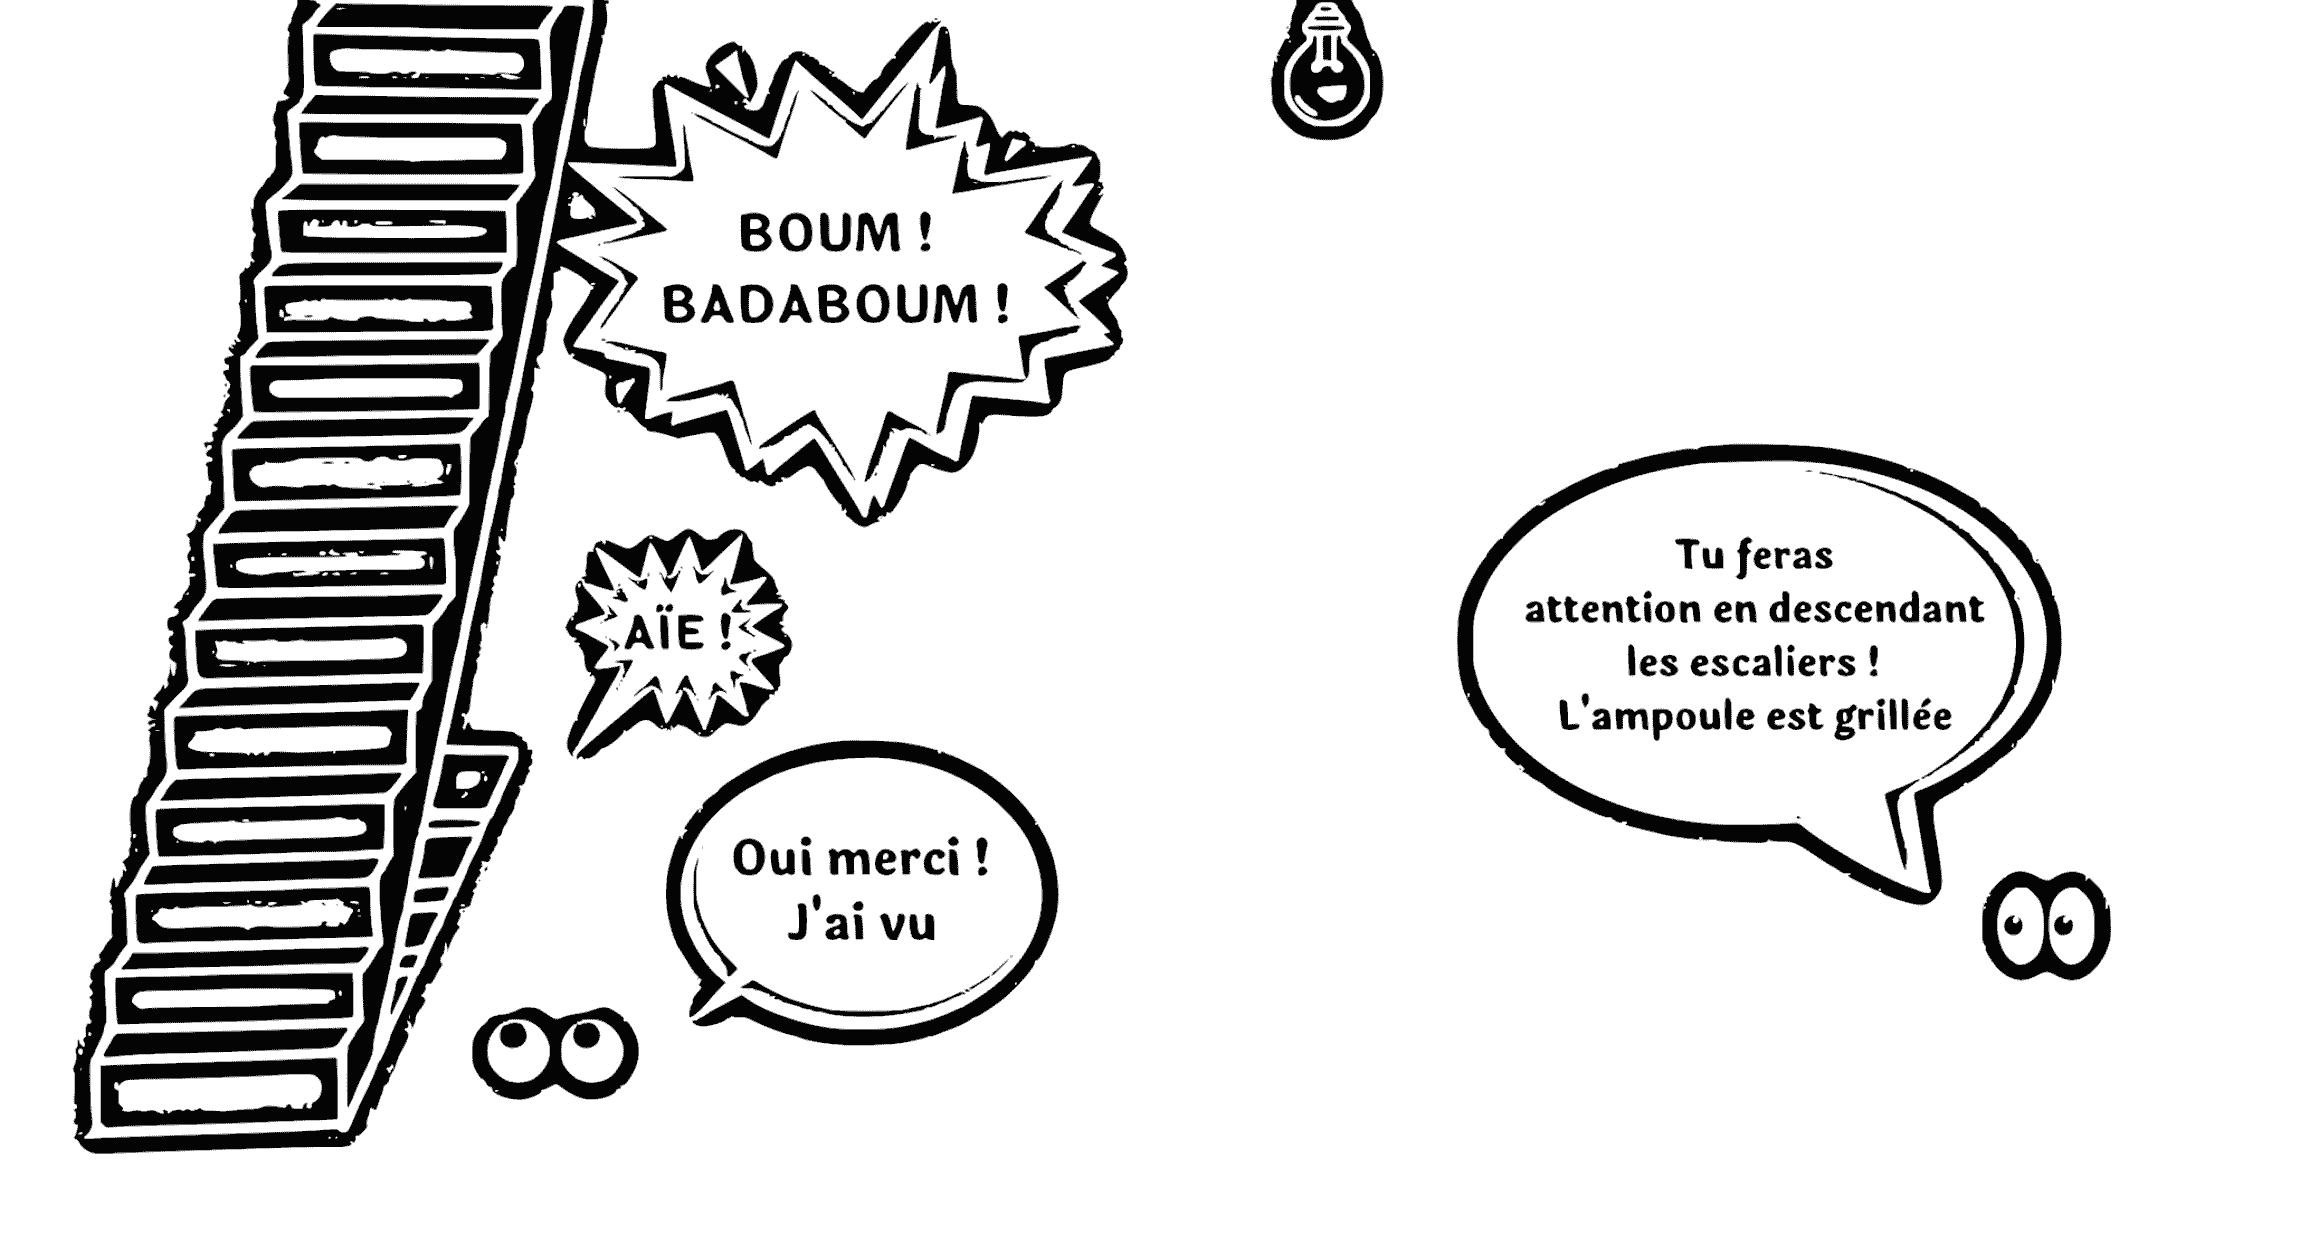 BOUM !
BADABOUM !
AÏE !
Oui merci !
J'ai vu
Tu feras
attention en descendant
les escaliers !
L'ampoule est grillée